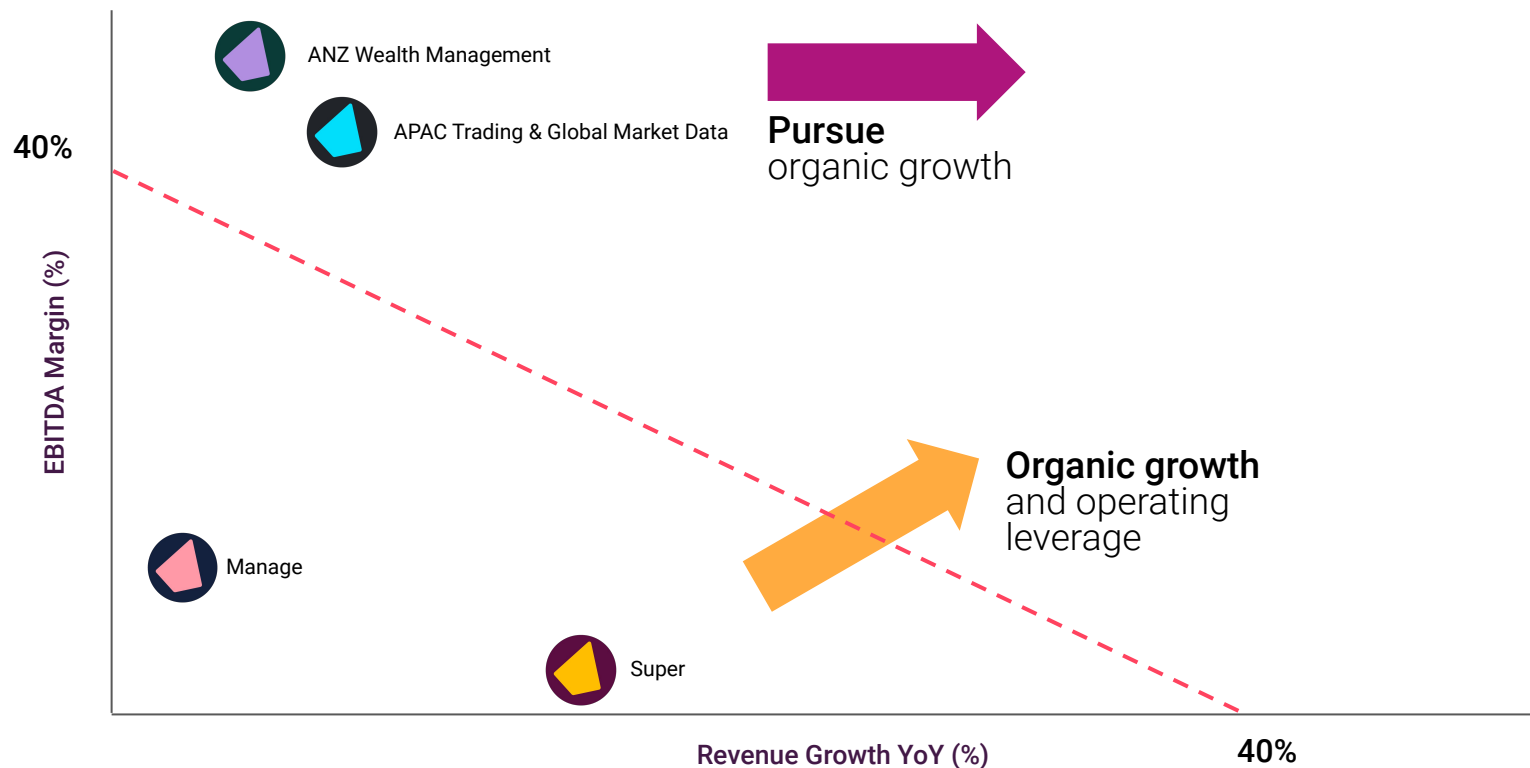 ANZ Wealth Management
APAC Trading & Global Market Data
Pursue
organic growth
40%
EBITDA Margin (%)
Organic growth
and operating
leverage
Manage
Super
Revenue Growth YoY (%)
40%